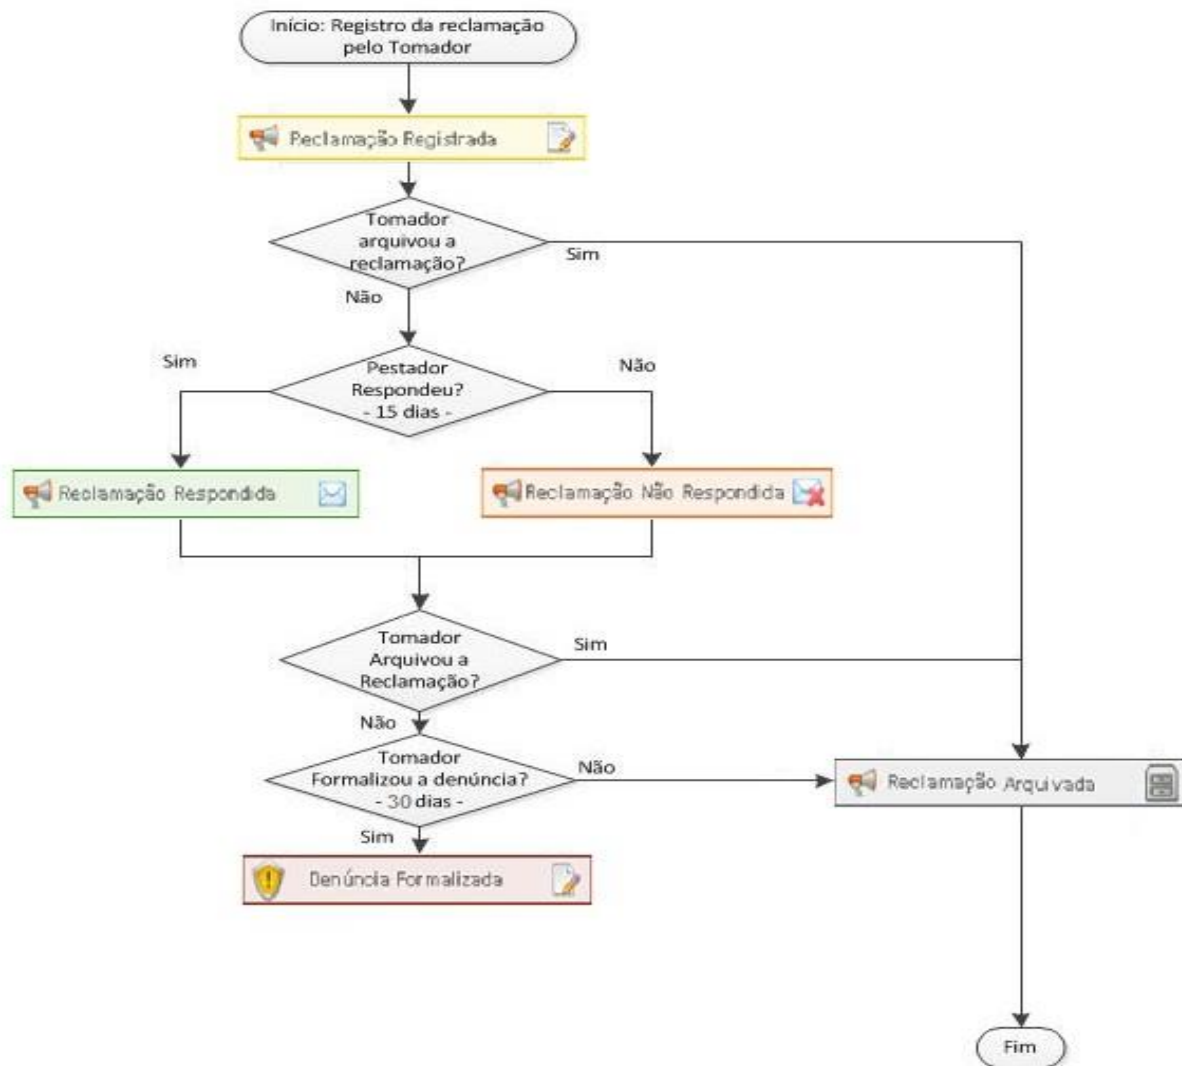 Início: Registro da reclamação
pelo Tomador
Reclamação Registrada
Tomador
arquivou a
reclamação?
Sim
Não
Sim
Não
Pestador
Respondeu?
- 15 dias -
Reclamação Respondida
Reclamação Não Respondida
Tomador
Arquivou a
Reclamação?
Sim
Não
Tomador
Formalizou a denúncia?
- 30 dias -
Não
Reclamação Arquivada
Sim
Denúncia Formalizada
Fim